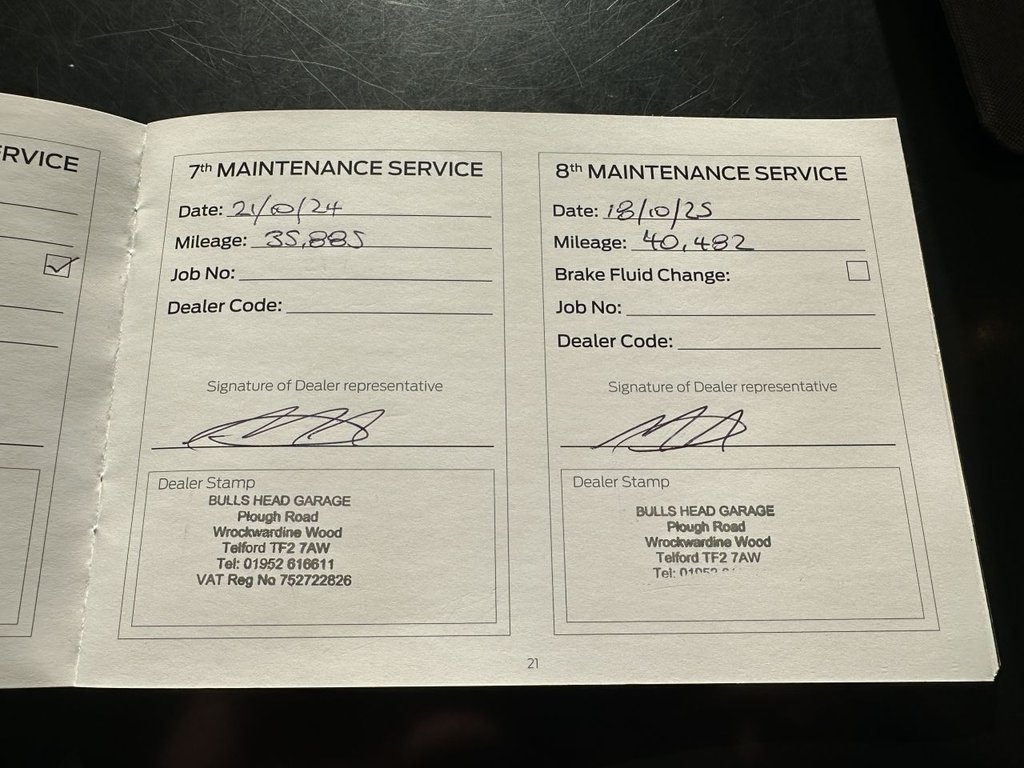 RVICE
7th MAINTENANCE SERVICE
Date: 21/10/24
Mileage: 35,885
Job No:
Dealer Code:
Signature of Dealer representative
Dealer Stamp
BULLS HEAD GARAGE
Plough Road
Wrockwardine Wood
Telford TF2 7AW
Tel: 01952 616611
VAT Reg No 752722826
8th MAINTENANCE SERVICE
Date: 18/10/25
Mileage: 40,482
Brake Fluid Change:
Job No:
Dealer Code:
Signature of Dealer representative
Dealer Stamp
BULLS HEAD GARAGE
Plough Road
Wrockwardine Wood
Telford TF2 7AW
Tel: 01952
21